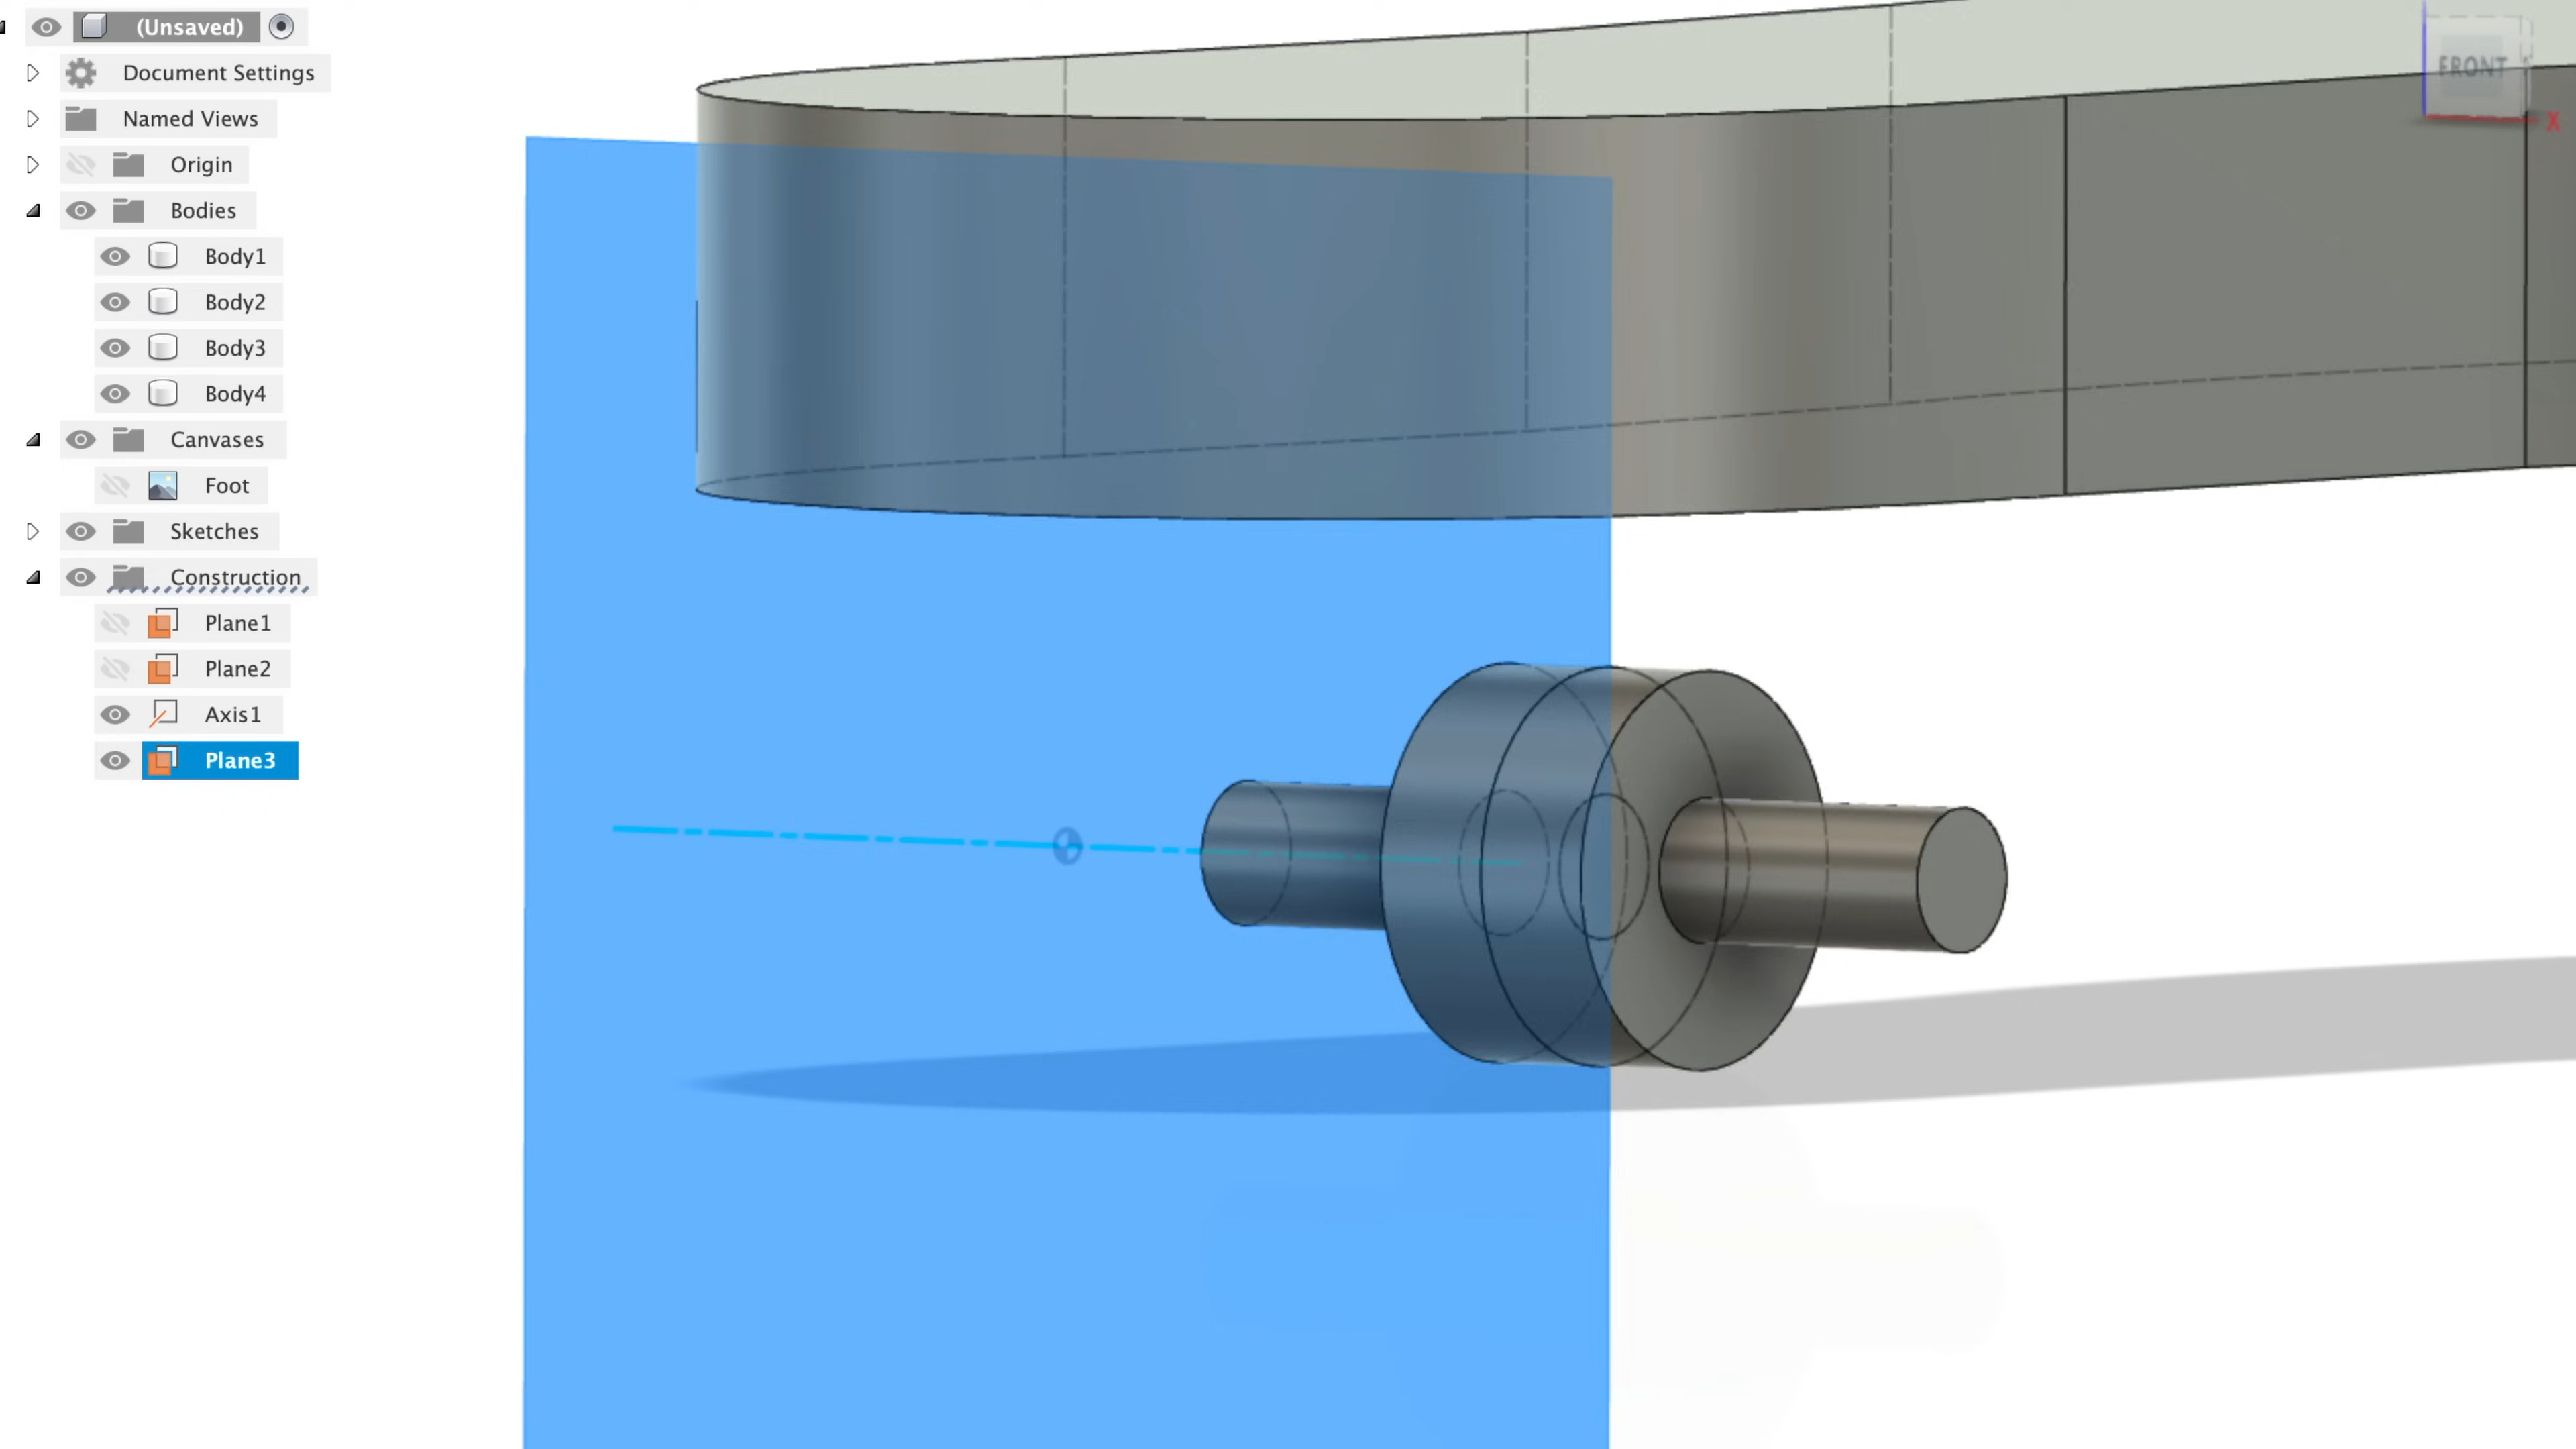 (Unsaved)
Document Settings
Named Views
Origin
Bodies
Body1
Body2
Body3
Body4
Canvases
Foot
Sketches
Construction
Plane1
Plane2
Axis1
Plane3
FRONT
X